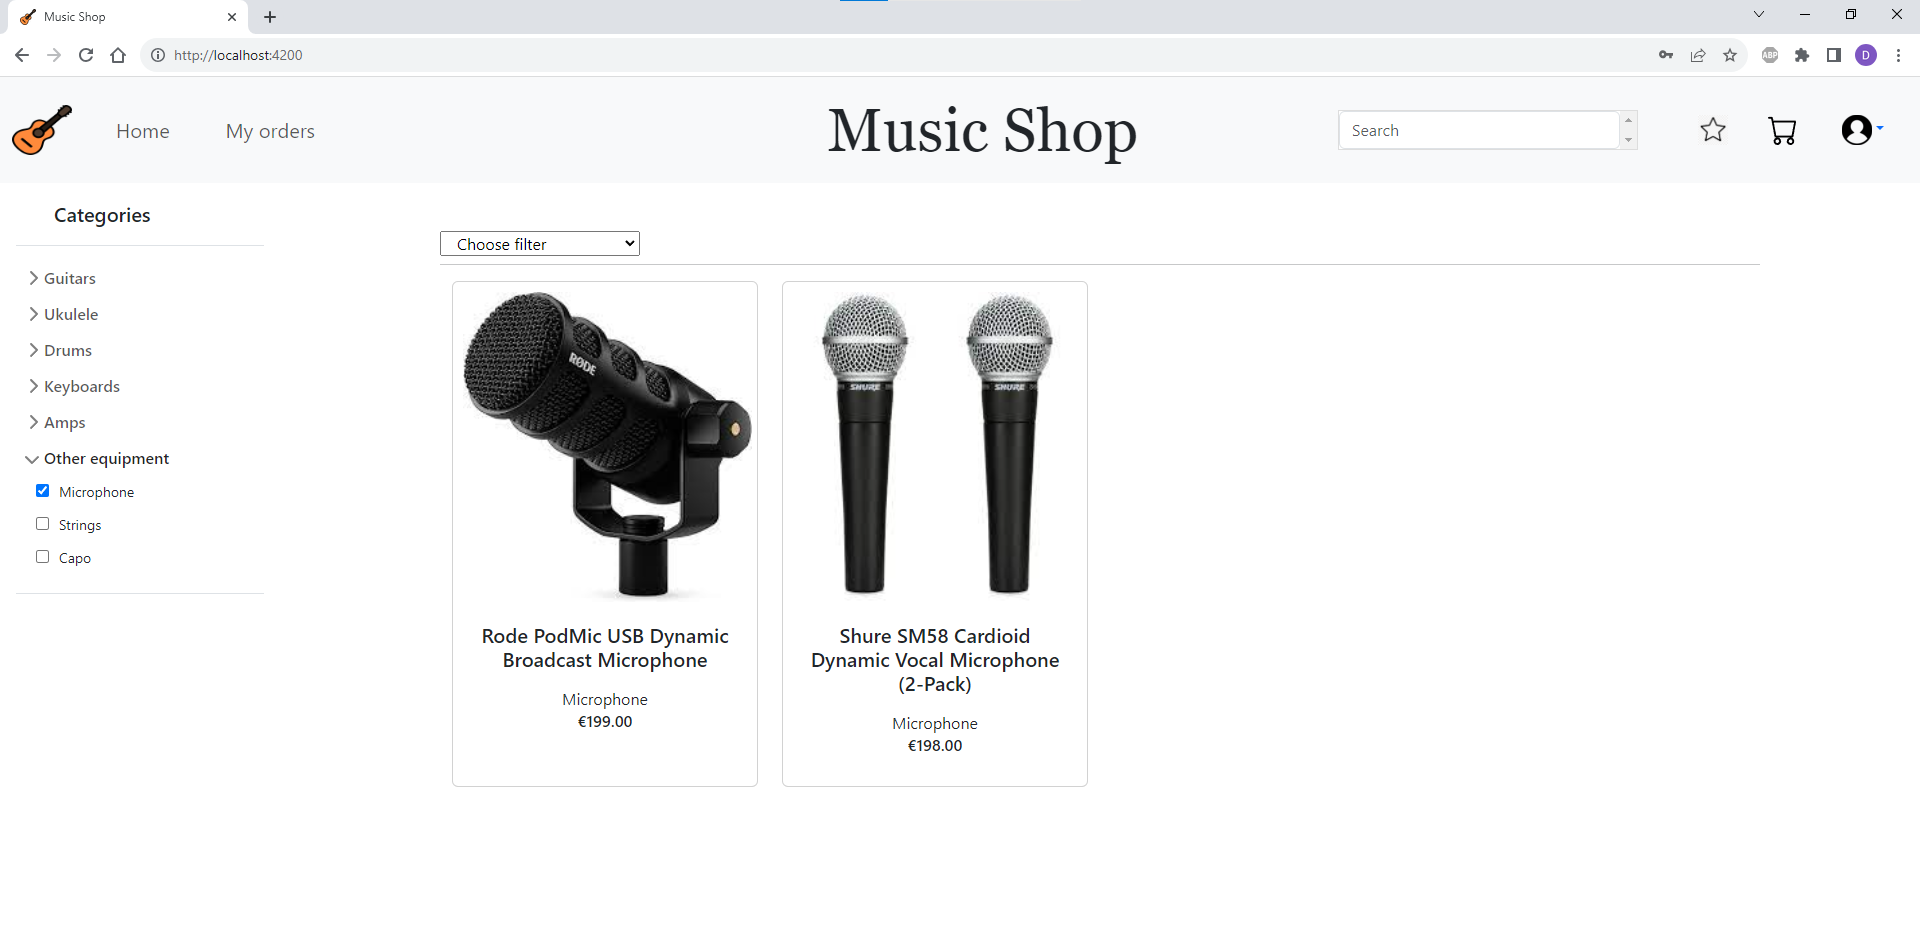 Music Shop
http://localhost:4200
ABP
D
Home
My orders
Music Shop
Search
Categories
Guitars
Ukulele
Drums
Keyboards
Amps
Other equipment
Microphone
Strings
Capo
Choose filter
RØDE
SHURE
SHURE
Rode PodMic USB Dynamic
Broadcast Microphone
Microphone
€199.00
Shure SM58 Cardioid
Dynamic Vocal Microphone
(2-Pack)
Microphone
€198.00